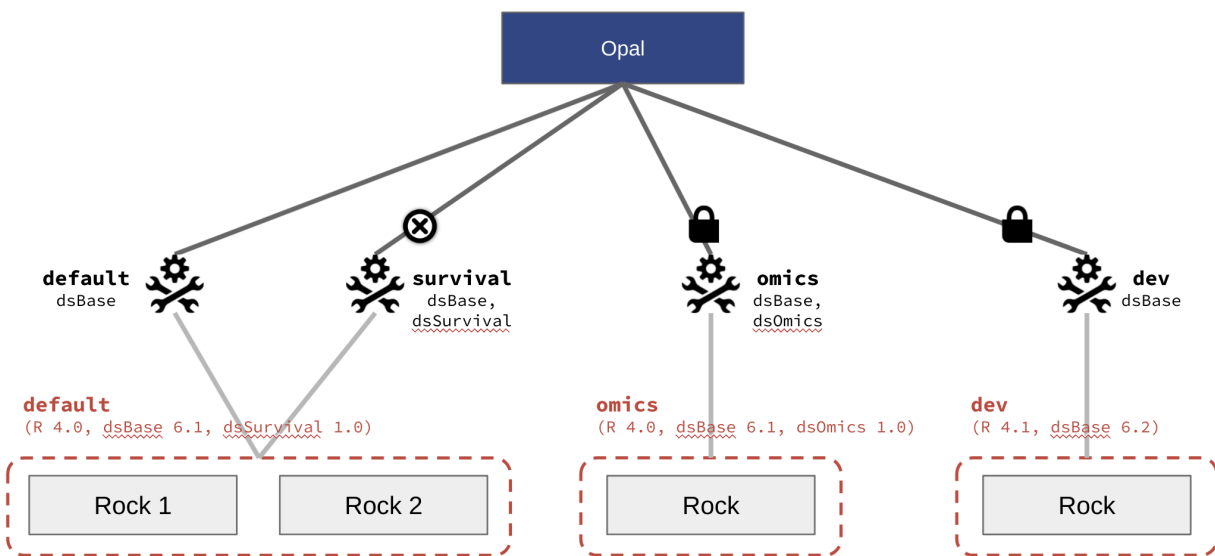 Opal
default
dsBase
survival
dsBase,
dsSurvival
omics
dsBase,
dsOmics
dev
dsBase
default
(R 4.0, dsBase 6.1, dsSurvival 1.0)
omics
(R 4.0, dsBase 6.1, dsOmics 1.0)
dev
(R 4.1, dsBase 6.2)
Rock 1
Rock 2
Rock
Rock